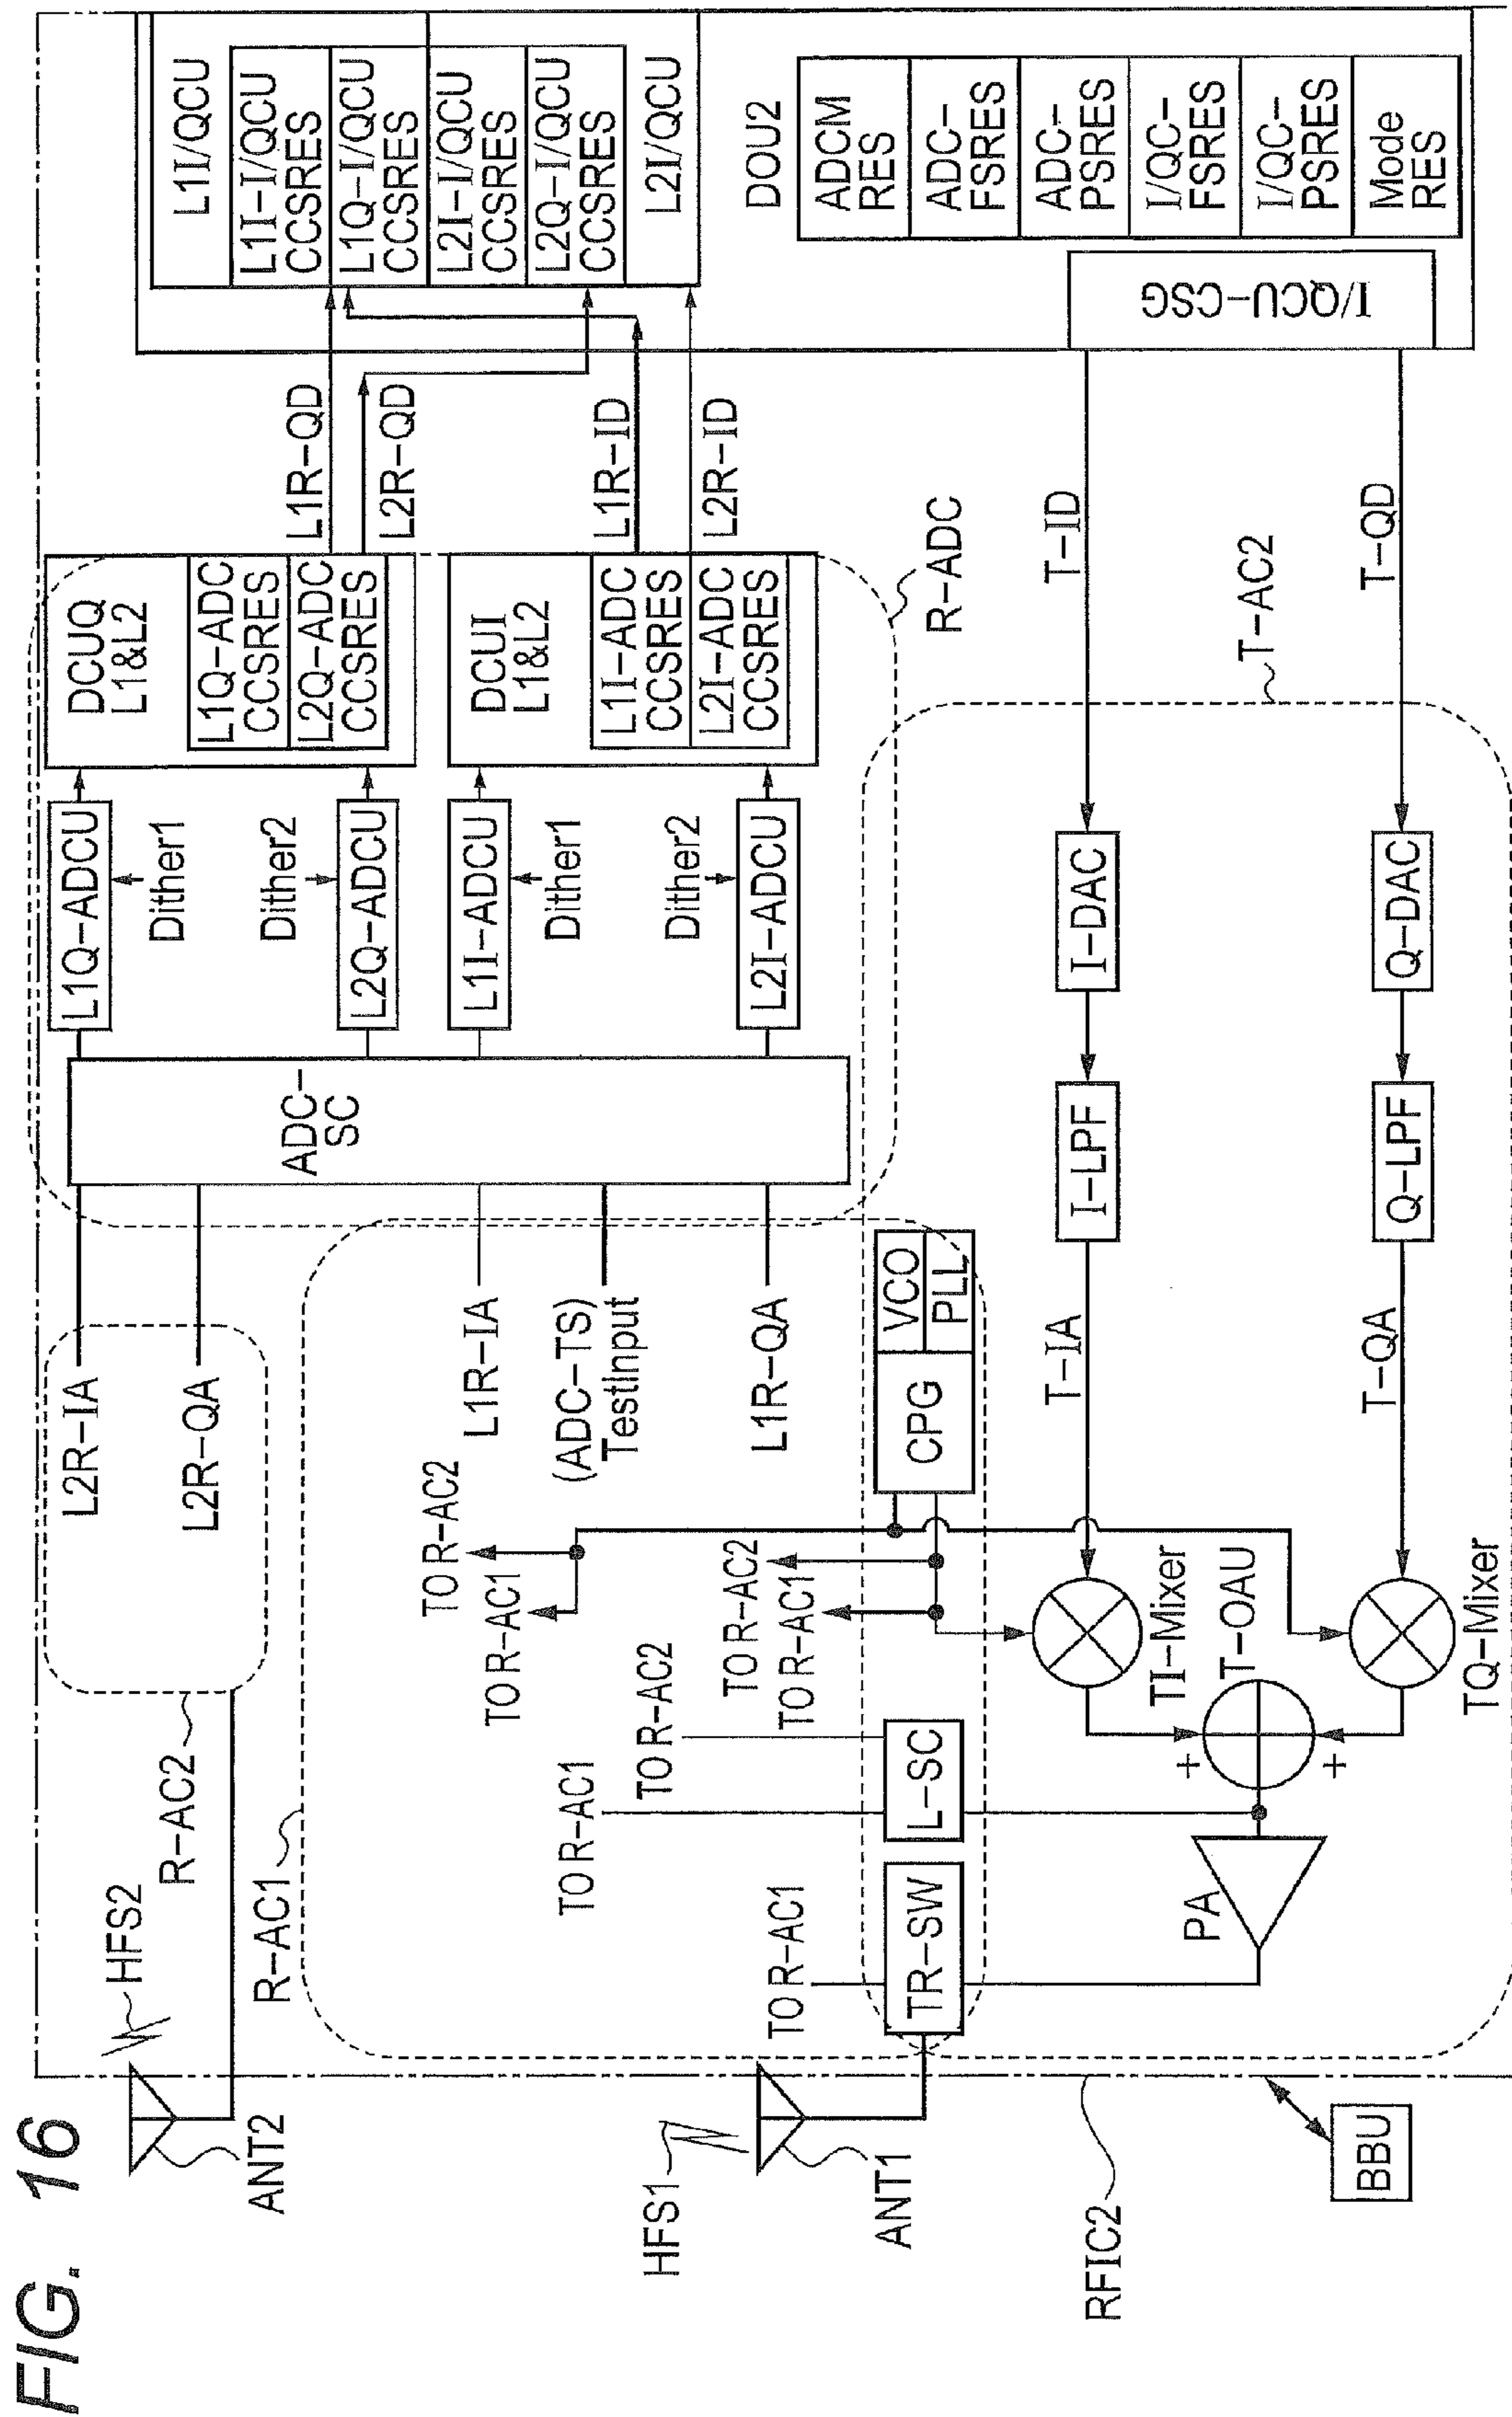 FIG. 16
HFS2
ANT2
R-AC2
L2R-IA
L2R-QA
R-AC1
HFS1
ANT1
RFIC2
BBU
ADC-
SC
L1R-IA
(ADC-TS)
TestInput
L1R-QA
L1Q-ADCU
Dither1
Dither2
L2Q-ADCU
L1I-ADCU
Dither1
Dither2
L2I-ADCU
DCUQ
L1&L2
L1Q-ADC
CCSRES
L2Q-ADC
CCSRES
DCUI
L1&L2
L1I-ADC
CCSRES
L2I-ADC
CCSRES
R-ADC
L1R-QD
L2R-QD
L1R-ID
L2R-ID
L1I/QCU
L1I-I/QCU
CCSRES
L1Q-I/QCU
CCSRES
L2I-I/QCU
CCSRES
L2Q-I/QCU
CCSRES
L2I/QCU
DOU2
ADCM
RES
ADC-
FSRES
ADC-
PSRES
I/QC-
FSRES
I/QC-
PSRES
Mode
RES
I/QCU-CSG
TO R-AC2
TO R-AC1
TO R-AC2
TO R-AC1
TO R-AC2
TO R-AC1
TO R-AC1
TR-SW
L-SC
CPG
VCO
PLL
T-AC2
T-ID
T-QD
I-DAC
Q-DAC
I-LPF
Q-LPF
T-IA
T-QA
TI-Mixer
T-OAU
TQ-Mixer
+
+
PA